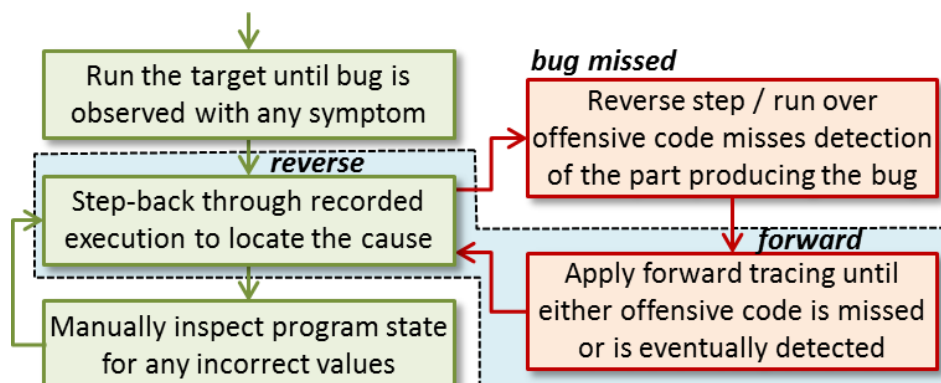 Run the target until bug is
observed with any symptom
bug missed
Reverse step / run over
offensive code misses detection
of the part producing the bug
reverse
Step-back through recorded
execution to locate the cause
forward
Apply forward tracing until
either offensive code is missed
or is eventually detected
Manually inspect program state
for any incorrect values